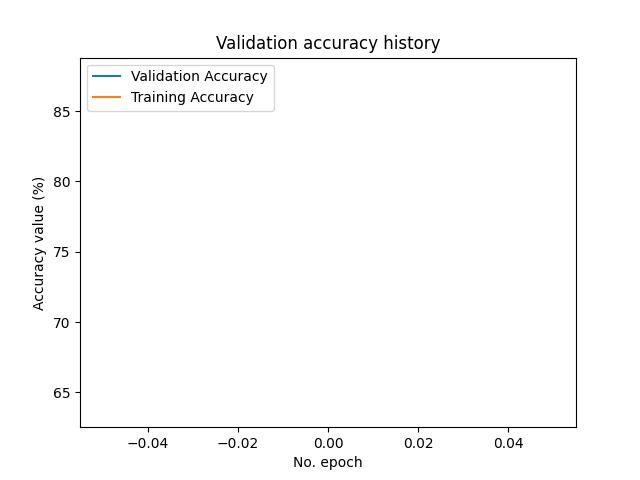 Validation accuracy history
Validation Accuracy
Training Accuracy
85
80
75
70
65
Accuracy value (%)
−0.04 −0.02 0.00 0.02 0.04
No. epoch